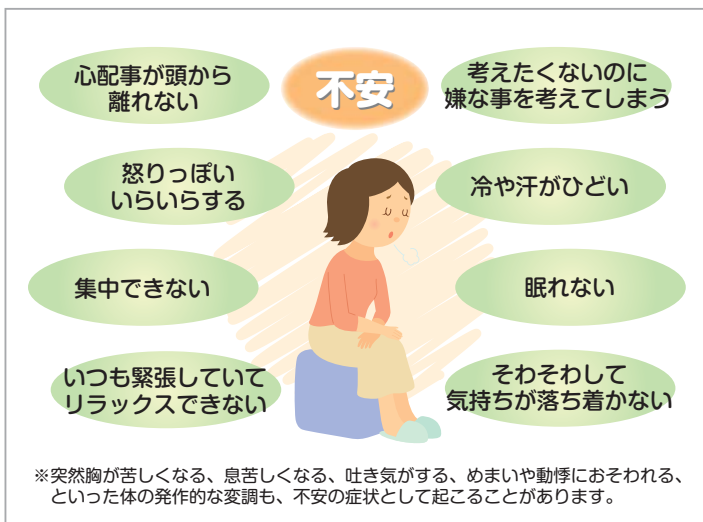 不安
心配事が頭から
離れない
考えたくないのに
嫌な事を考えてしまう
怒りっぽい
いらいらする
冷や汗がひどい
集中できない
眠れない
いつも緊張していて
リラックスできない
そわそわして
気持ちが落ち着かない
※突然胸が苦しくなる、息苦しくなる、吐き気がする、めまいや動悸におそわれる、
といった体の発作的な変調も、不安の症状として起こることがあります。